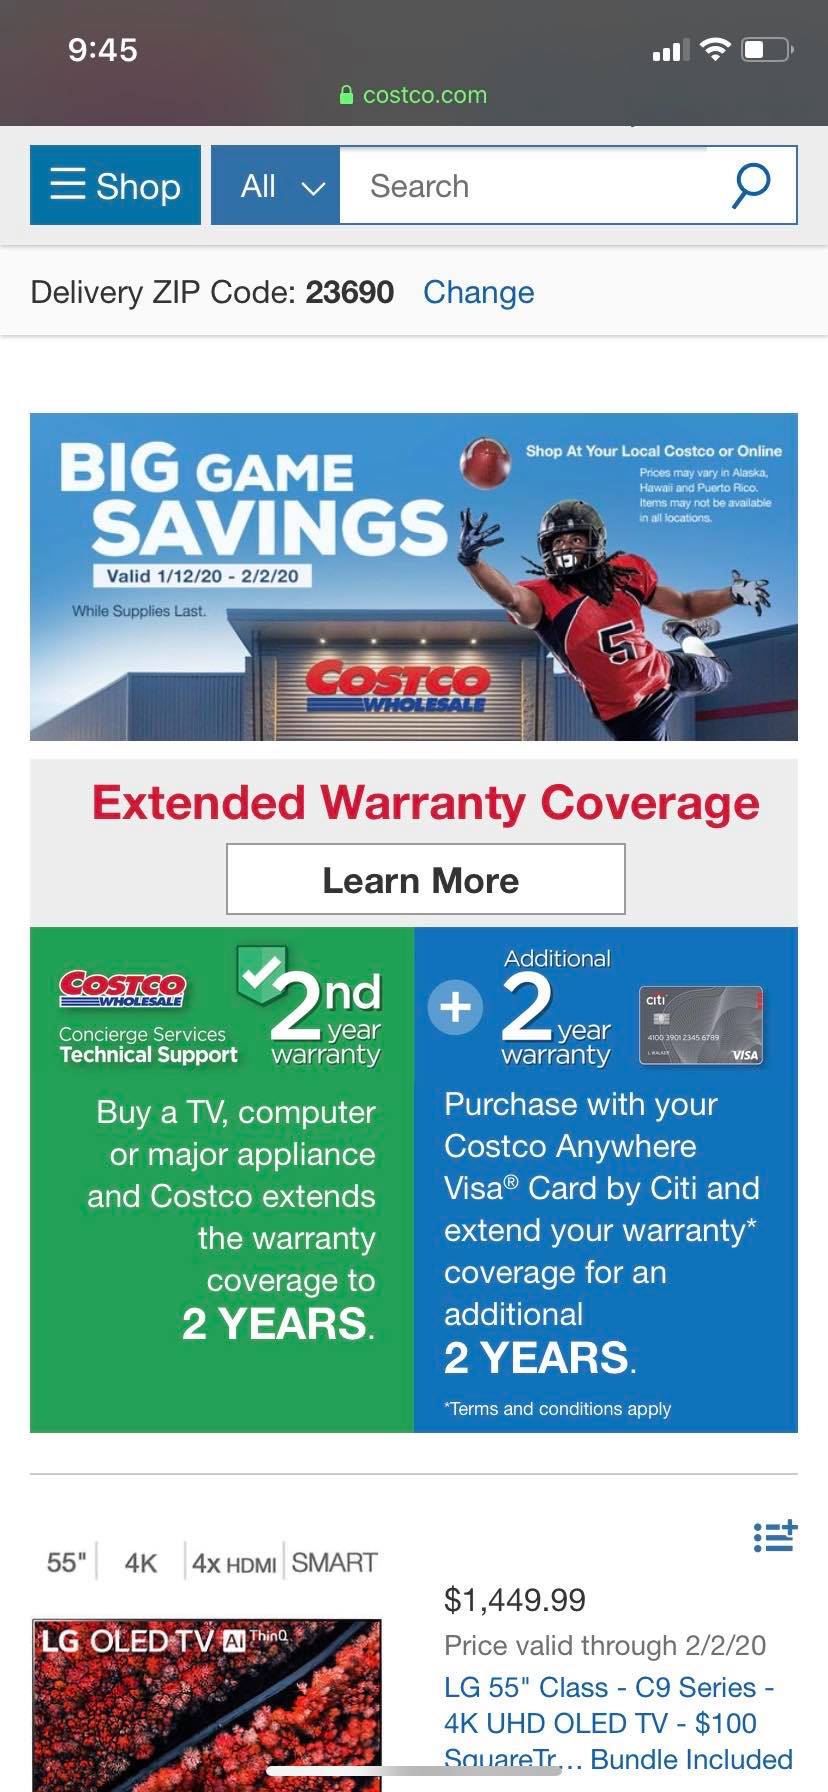 9:45
costco.com
Shop
All
Search
Delivery ZIP Code: 23690 Change
BIG GAME
SAVINGS
Valid 1/12/20 - 2/2/20
While Supplies Last.
Shop At Your Local Costco or Online
Prices may vary in Alaska,
Hawaii and Puerto Rico.
Items may not be available
in all locations.
5
COSTCO
WHOLESALE
Extended Warranty Coverage
Learn More
COSTCO
WHOLESALE
Concierge Services
Technical Support
2nd
year
warranty
Buy a TV, computer
or major appliance
and Costco extends
the warranty
coverage to
2 YEARS.
+
Additional
2 year
warranty
citi
4100 3901 2345 6789
L WALKER
VISA
Purchase with your
Costco Anywhere
Visa® Card by Citi and
extend your warranty*
coverage for an
additional
2 YEARS.
*Terms and conditions apply
55" 4K 4x HDMI SMART
LG OLED TV AI ThinQ
$1,449.99
Price valid through 2/2/20
LG 55" Class - C9 Series -
4K UHD OLED TV - $100
SquareTr... Bundle Included